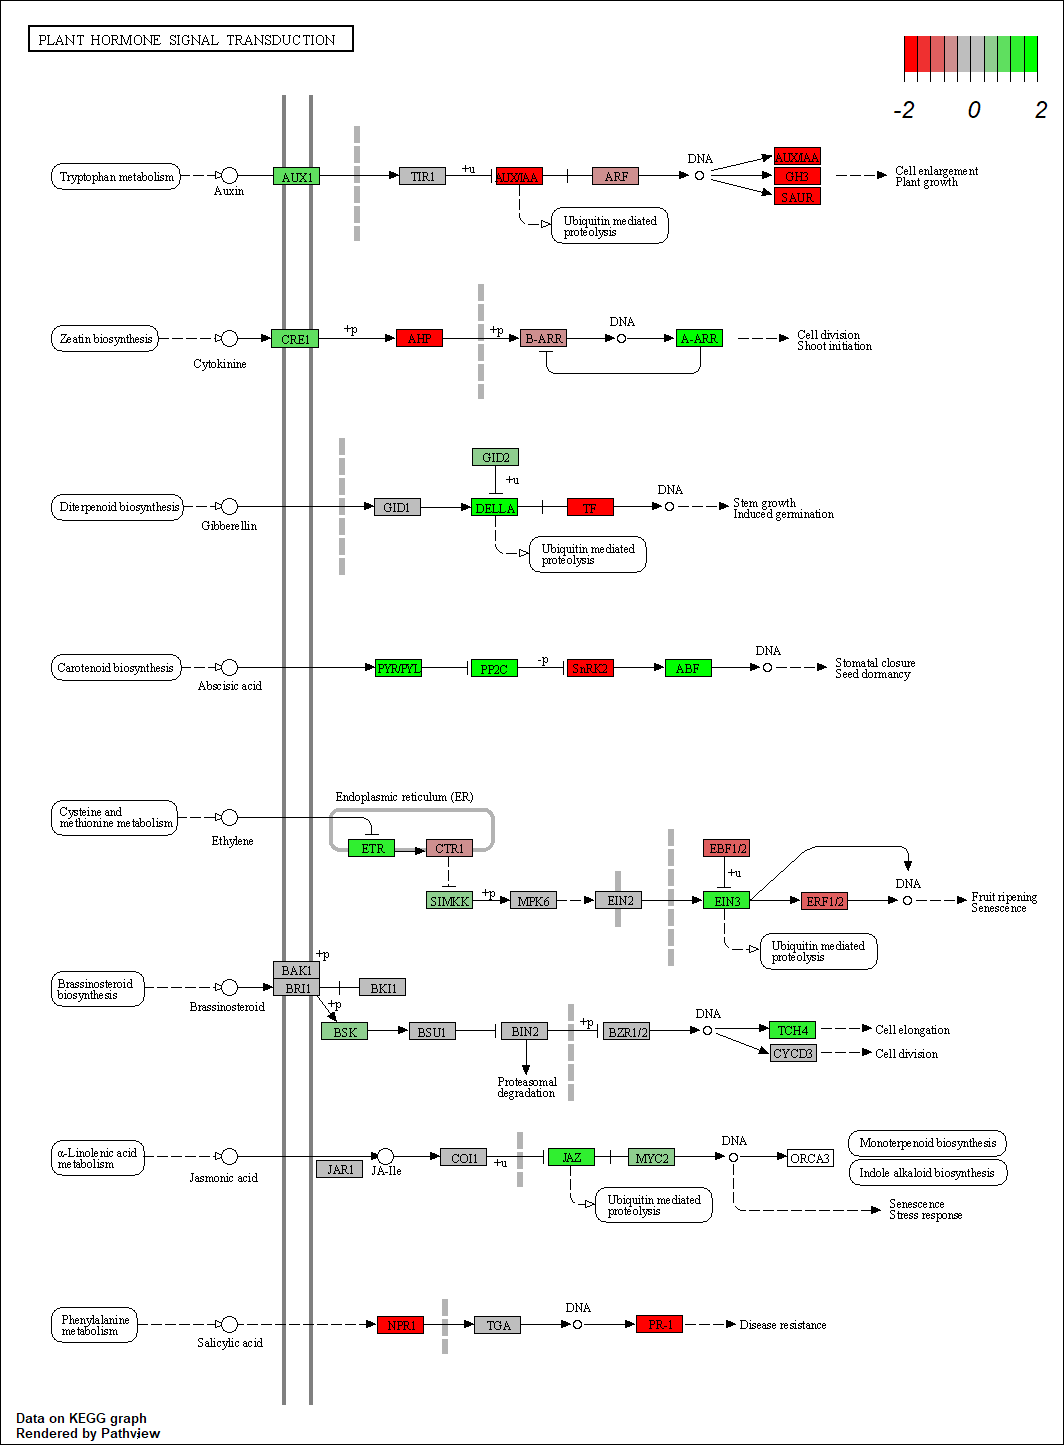 PLANT HORMONE SIGNAL TRANSDUCTION
-2 0 2
Tryptophan metabolism
Auxin
AUX1
TIR1
+u
AUX/IAA
ARF
DNA
AUX/IAA
GH3
SAUR
Cell enlargement
Plant growth
Ubiquitin mediated
proteolysis
Zeatin biosynthesis
Cytokinine
CRE1
+p
AHP
+p
B-ARR
DNA
A-ARR
Cell division
Shoot initiation
Diterpenoid biosynthesis
Gibberellin
GID1
GID2
+u
DELLA
TF
DNA
Stem growth
Induced germination
Ubiquitin mediated
proteolysis
Carotenoid biosynthesis
Abscisic acid
PYR/PYL
PP2C
-p
SnRK2
ABF
DNA
Stomatal closure
Seed dormancy
Cysteine and
methionine metabolism
Ethylene
Endoplasmic reticulum (ER)
ETR
CTR1
SIMKK
+p
MPK6
EIN2
EBF1/2
+u
EIN3
ERF1/2
DNA
Fruit ripening
Senescence
Ubiquitin mediated
proteolysis
Brassinosteroid
biosynthesis
Brassinosteroid
BAK1
+p
BRI1
BKI1
+p
BSK
BSU1
BIN2
+p
BZR1/2
DNA
TCH4
Cell elongation
CYCD3
Cell division
Proteasomal
degradation
α-Linolenic acid
metabolism
Jasmonic acid
JAR1
JA-Ile
COI1
+u
JAZ
MYC2
DNA
ORCA3
Monoterpenoid biosynthesis
Indole alkaloid biosynthesis
Ubiquitin mediated
proteolysis
Senescence
Stress response
Phenylalanine
metabolism
Salicylic acid
NPR1
TGA
DNA
PR-1
Disease resistance
Data on KEGG graph
Rendered by Pathview